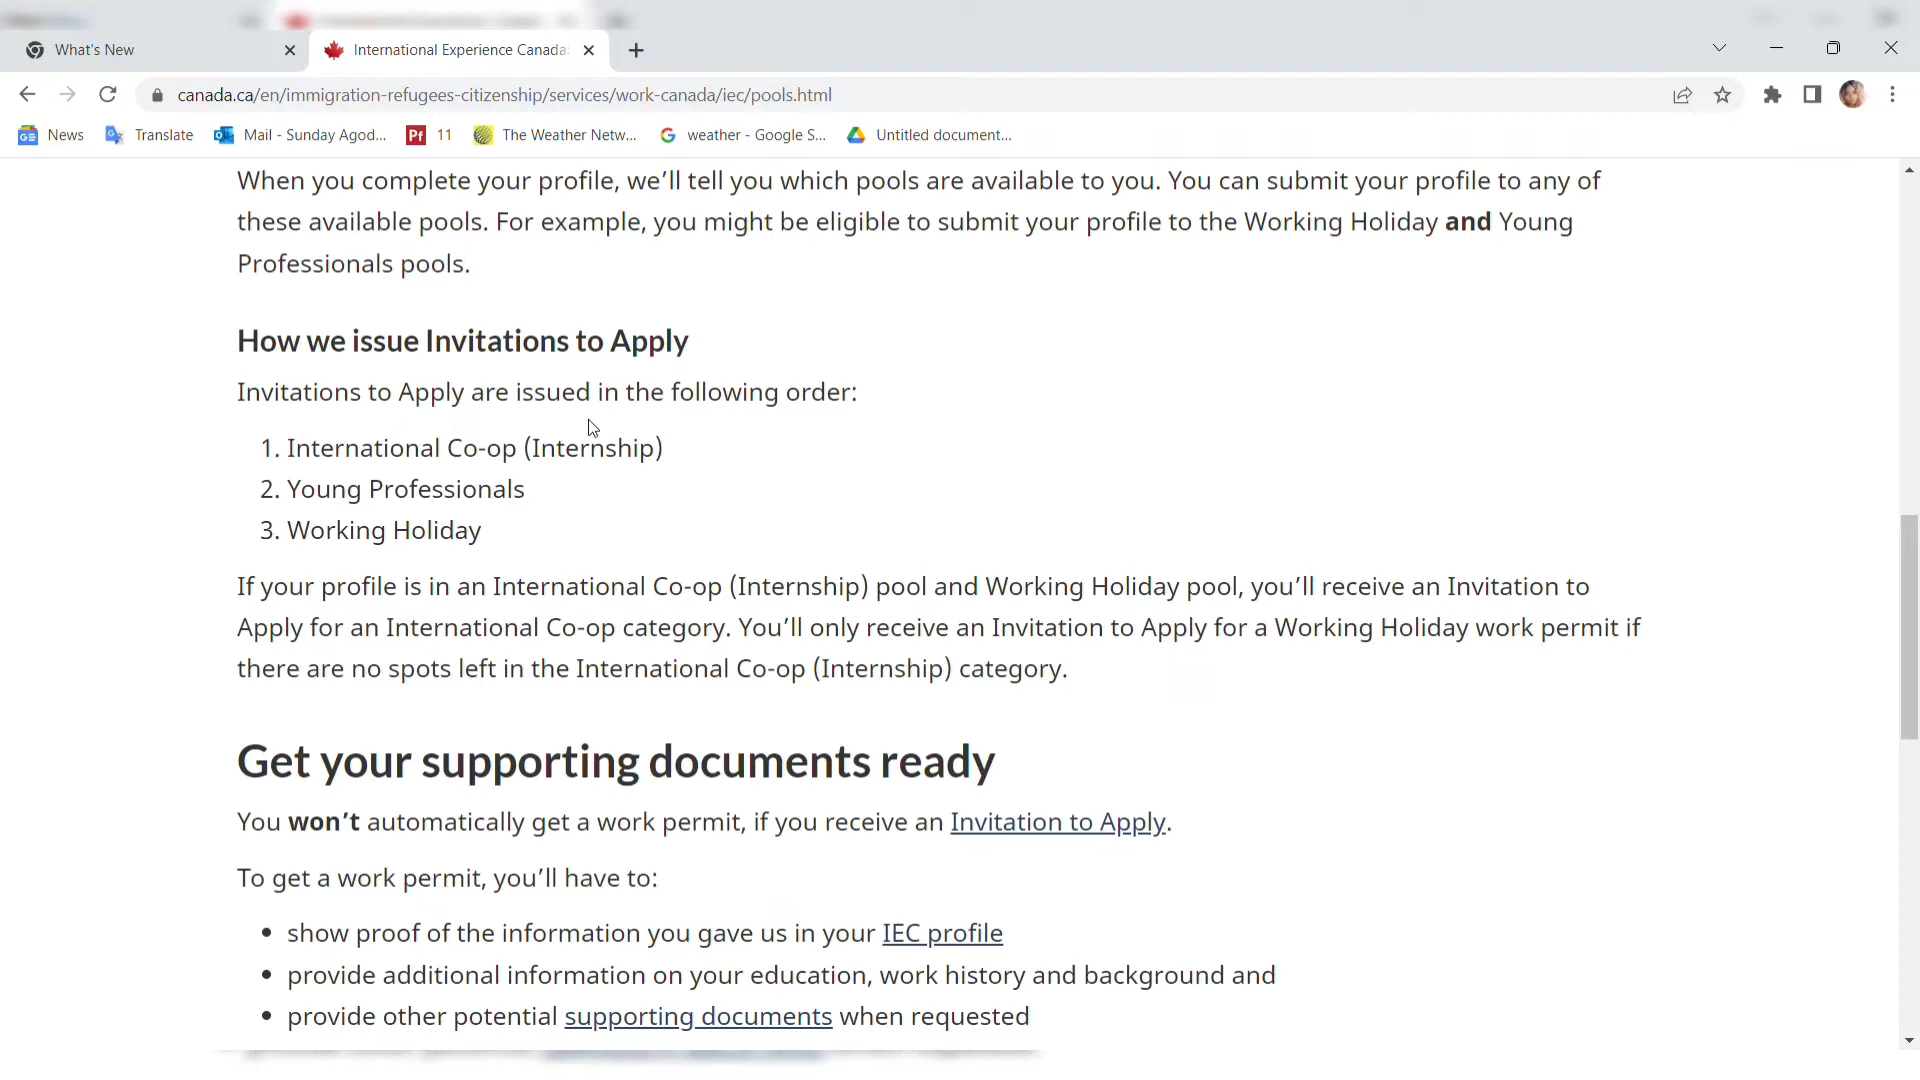 What's New
International Experience Canada:
canada.ca/en/immigration-refugees-citizenship/services/work-canada/iec/pools.html
News
Translate
Mail - Sunday Agod...
Pf
11
The Weather Netw...
weather - Google S...
Untitled document...
When you complete your profile, we’ll tell you which pools are available to you. You can submit your profile to any of
these available pools. For example, you might be eligible to submit your profile to the Working Holiday and Young
Professionals pools.
How we issue Invitations to Apply
Invitations to Apply are issued in the following order:
1. International Co-op (Internship)
2. Young Professionals
3. Working Holiday
If your profile is in an International Co-op (Internship) pool and Working Holiday pool, you’ll receive an Invitation to
Apply for an International Co-op category. You’ll only receive an Invitation to Apply for a Working Holiday work permit if
there are no spots left in the International Co-op (Internship) category.
Get your supporting documents ready
You won’t automatically get a work permit, if you receive an Invitation to Apply.
To get a work permit, you’ll have to:
• show proof of the information you gave us in your IEC profile
• provide additional information on your education, work history and background and
• provide other potential supporting documents when requested